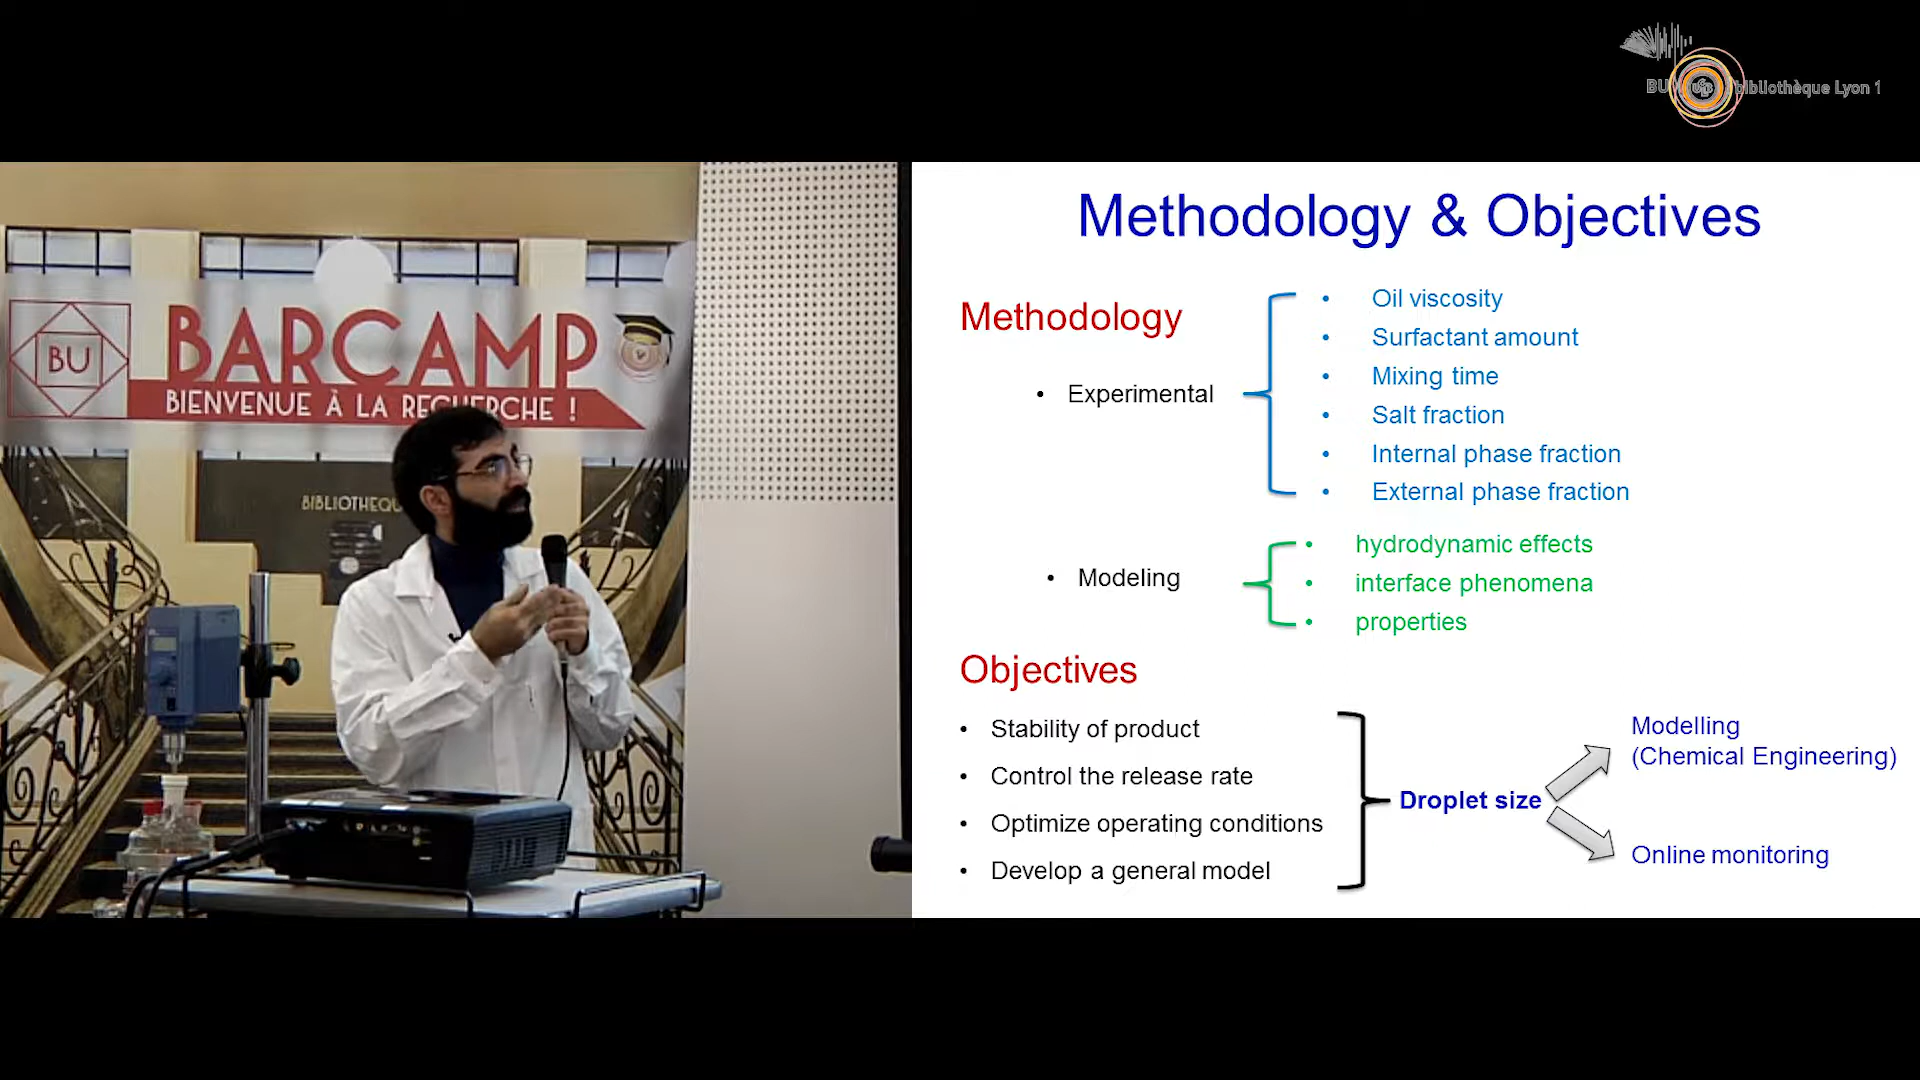 bibliothèque Lyon 1
BU
BARCAMP
BIENVENUE À LA RECHERCHE !
Methodology & Objectives
Methodology
• Experimental
• Oil viscosity
• Surfactant amount
• Mixing time
• Salt fraction
• Internal phase fraction
• External phase fraction
• Modeling
• hydrodynamic effects
• interface phenomena
• properties
Objectives
• Stability of product
• Control the release rate
• Optimize operating conditions
• Develop a general model
Droplet size
Modelling
(Chemical Engineering)
Online monitoring